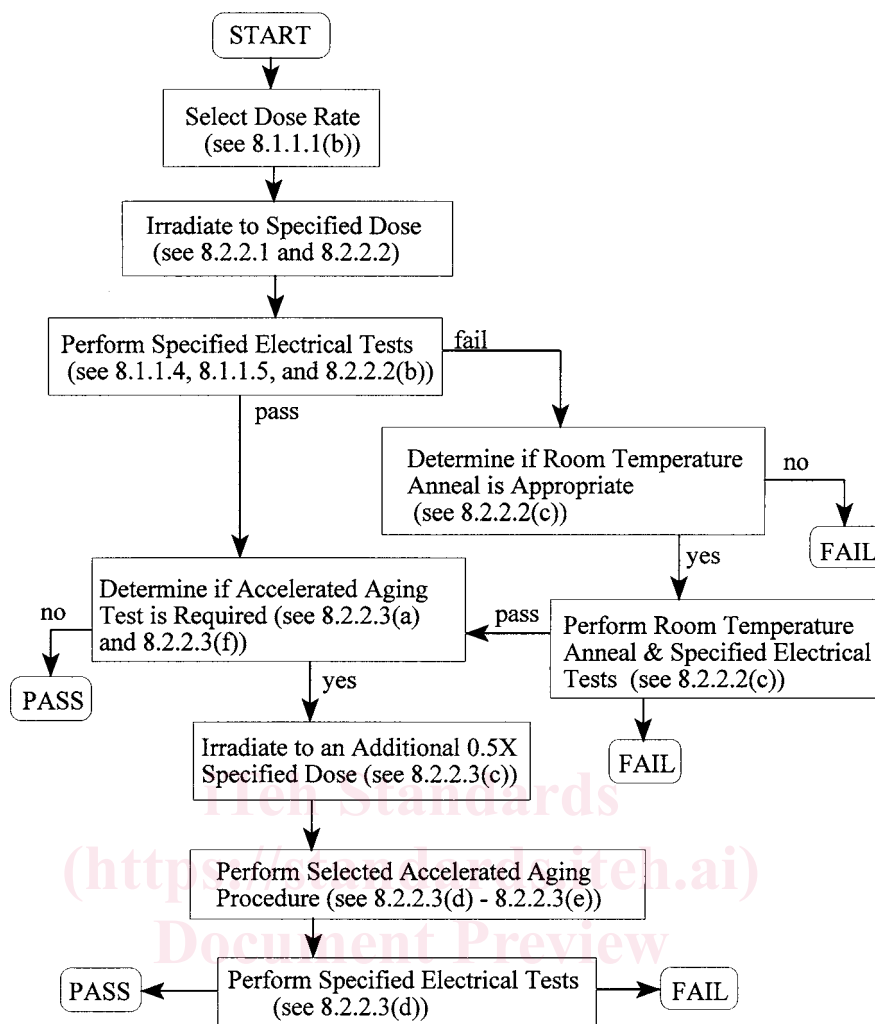 START
Select Dose Rate
(see 8.1.1.1(b))
Irradiate to Specified Dose
(see 8.2.2.1 and 8.2.2.2)
Perform Specified Electrical Tests
(see 8.1.1.4, 8.1.1.5, and 8.2.2.2(b))
fail
pass
Determine if Room Temperature
Anneal is Appropriate
(see 8.2.2.2(c))
no
FAIL
yes
Determine if Accelerated Aging
Test is Required (see 8.2.2.3(a)
and 8.2.2.3(f))
no
PASS
pass
Perform Room Temperature
Anneal & Specified Electrical
Tests (see 8.2.2.2(c))
FAIL
yes
Irradiate to an Additional 0.5X
Specified Dose (see 8.2.2.3(c))
iTeh Standards
(https://standards.iteh.ai)
Document Preview
Perform Selected Accelerated Aging
Procedure (see 8.2.2.3(d) - 8.2.2.3(e))
Perform Specified Electrical Tests
(see 8.2.2.3(d))
PASS
FAIL